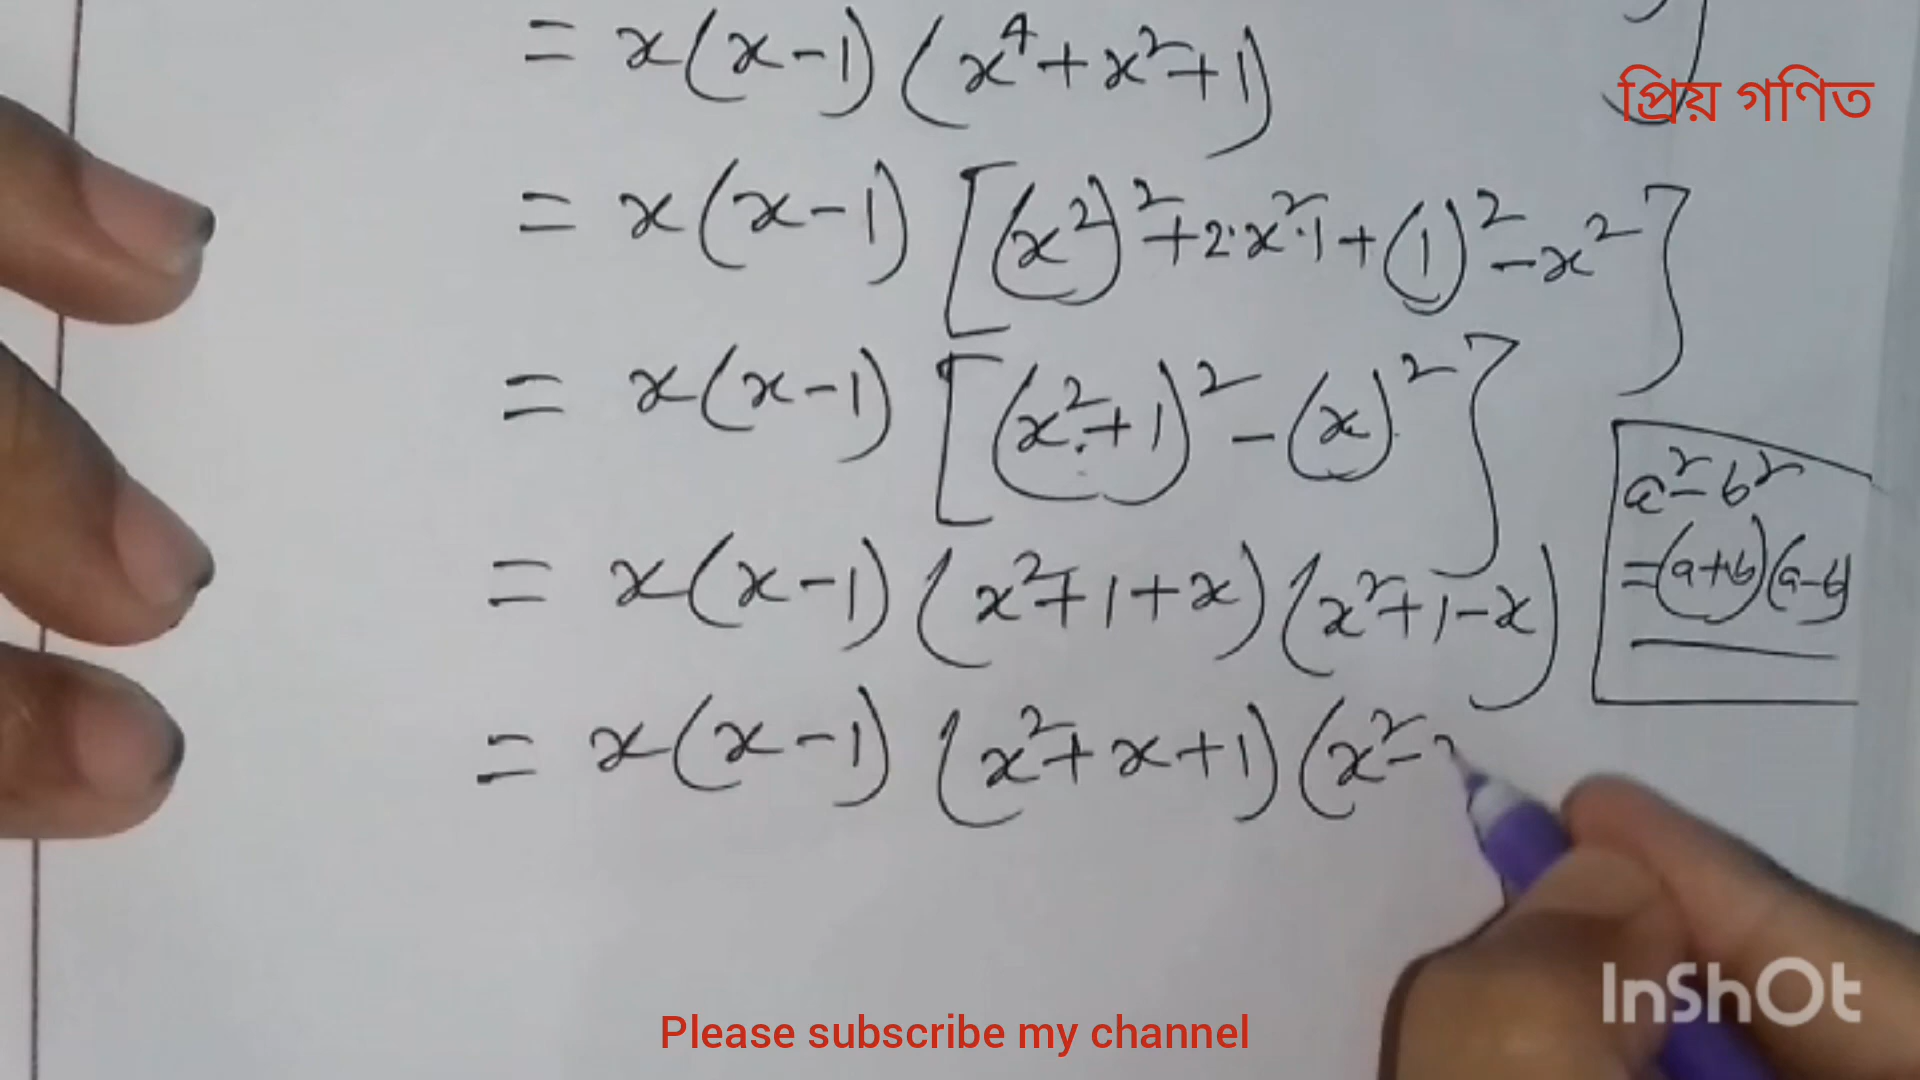 = x(x-1)(x⁴+x²+1)
প্রিয় গণিত
= x(x-1)[(x²)²+2·x²·1+(1)²-x²]
= x(x-1)[(x²+1)²-(x)²]
a²-b²
=(a+b)(a-b)
= x(x-1)(x²+1+x)(x²+1-x)
= x(x-1)(x²+x+1)(x²-
InShOt
Please subscribe my channel